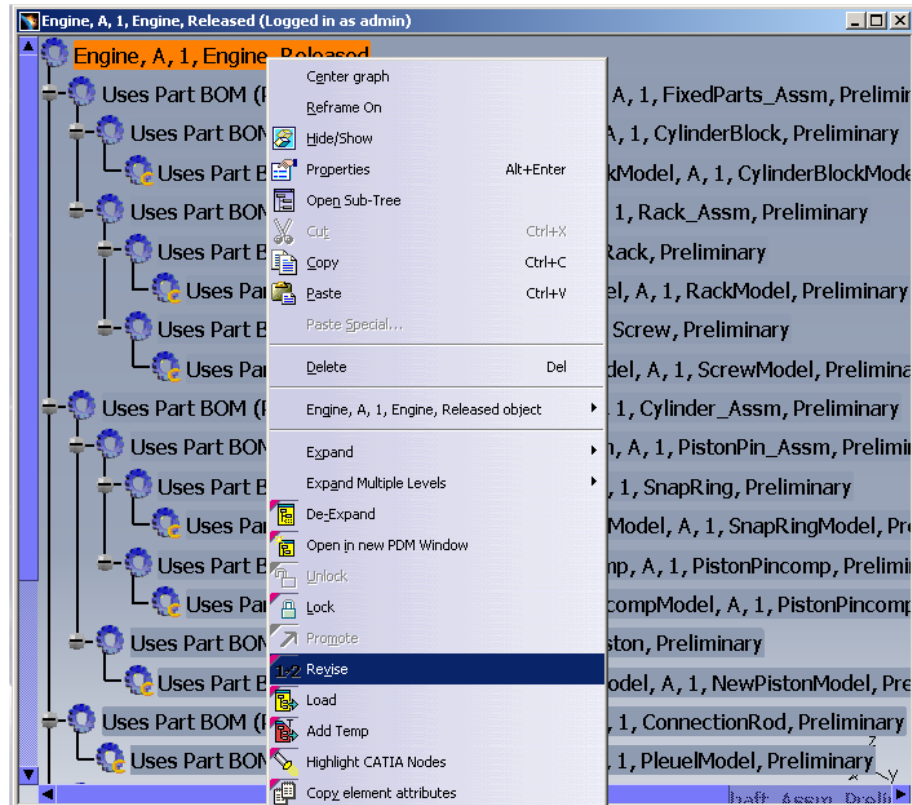 Engine, A, 1, Engine, Released (Logged in as admin)
Engine, A, 1, Engine, Released
Uses Part BOM (
Uses Part BOM
Uses Part B
Uses Part BOM
Uses Part B
Uses Pa
Uses Part B
Uses Pa
Uses Part BOM (
Uses Part BOM
Uses Part B
Uses Pa
Uses Part B
Uses Pa
Uses Part BOM
Uses Part B
Uses Part BOM (
Uses Part BOM
Center graph
Reframe On
Hide/Show
Properties Alt+Enter
Open Sub-Tree
Cut Ctrl+X
Copy Ctrl+C
Paste Ctrl+V
Paste Special...
Delete Del
Engine, A, 1, Engine, Released object
Expand
Expand Multiple Levels
De-Expand
Open in new PDM Window
Unlock
Lock
Promote
Revise
Load
Add Temp
Highlight CATIA Nodes
Copy element attributes
A, 1, FixedParts_Assm, Prelimin
A, 1, CylinderBlock, Preliminary
kModel, A, 1, CylinderBlockMode
1, Rack_Assm, Preliminary
Rack, Preliminary
el, A, 1, RackModel, Preliminary
Screw, Preliminary
del, A, 1, ScrewModel, Prelimina
1, Cylinder_Assm, Preliminary
n, A, 1, PistonPin_Assm, Prelimin
, 1, SnapRing, Preliminary
Model, A, 1, SnapRingModel, Pre
mp, A, 1, PistonPincomp, Prelimi
compModel, A, 1, PistonPincomp
ston, Preliminary
odel, A, 1, NewPistonModel, Pre
, 1, ConnectionRod, Preliminary
, 1, PleuelModel, Preliminary
z
x
y